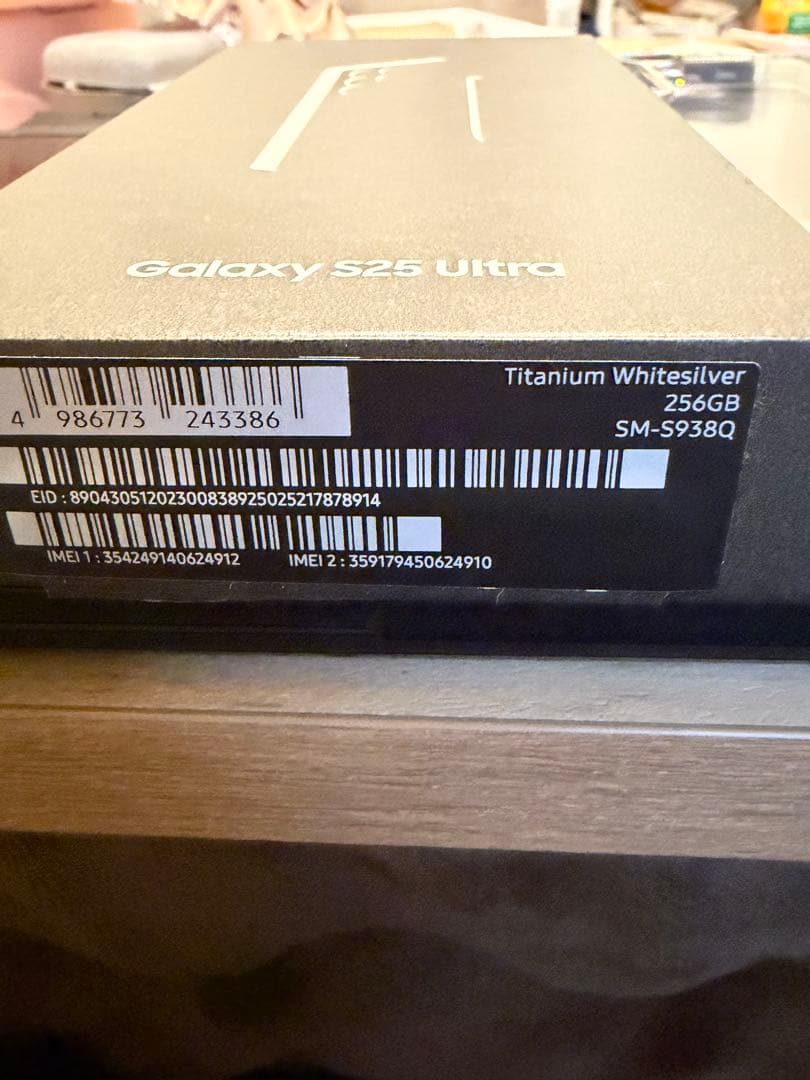 Galaxy S25 Ultra
Titanium Whitesilver
256GB
SM-S938Q
4 986773 243386
EID : 89043051202300838925025217878914
IMEI 1 : 354249140624912 IMEI 2 : 359179450624910